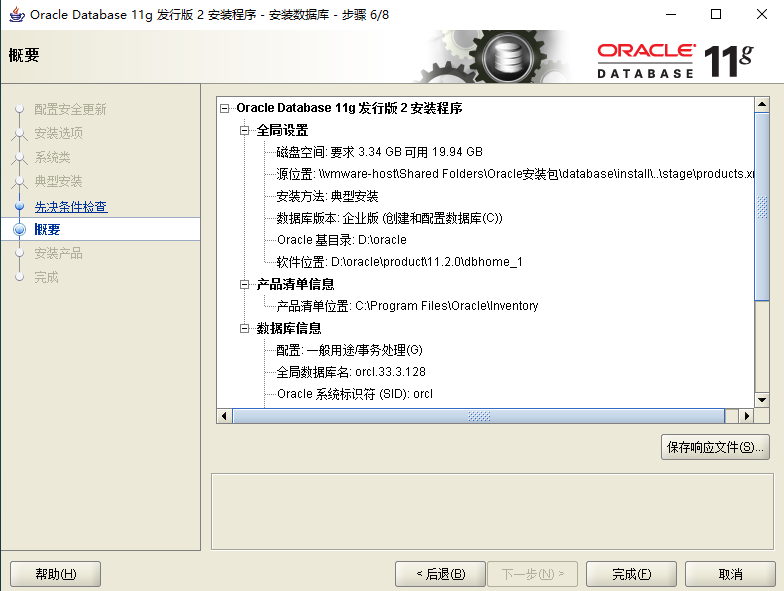 Oracle Database 11g 发行版 2 安装程序 - 安装数据库 - 步骤 6/8
概要
ORACLE
DATABASE
11g
配置安全更新
安装选项
系统类
典型安装
先决条件检查
概要
安装产品
完成
Oracle Database 11g 发行版 2 安装程序
全局设置
磁盘空间: 要求 3.34 GB 可用 19.94 GB
源位置: \\vmware-host\Shared Folders\Oracle安装包\database\install\..\stage\products.x
安装方法: 典型安装
数据库版本: 企业版 (创建和配置数据库(C))
Oracle 基目录: D:\oracle
软件位置: D:\oracle\product\11.2.0\dbhome_1
产品清单信息
产品清单位置: C:\Program Files\Oracle\Inventory
数据库信息
配置: 一般用途/事务处理(G)
全局数据库名: orcl.33.3.128
Oracle 系统标识符 (SID): orcl
保存响应文件(S)...
帮助(H)
< 后退(B)
下一步(N) >
完成(F)
取消